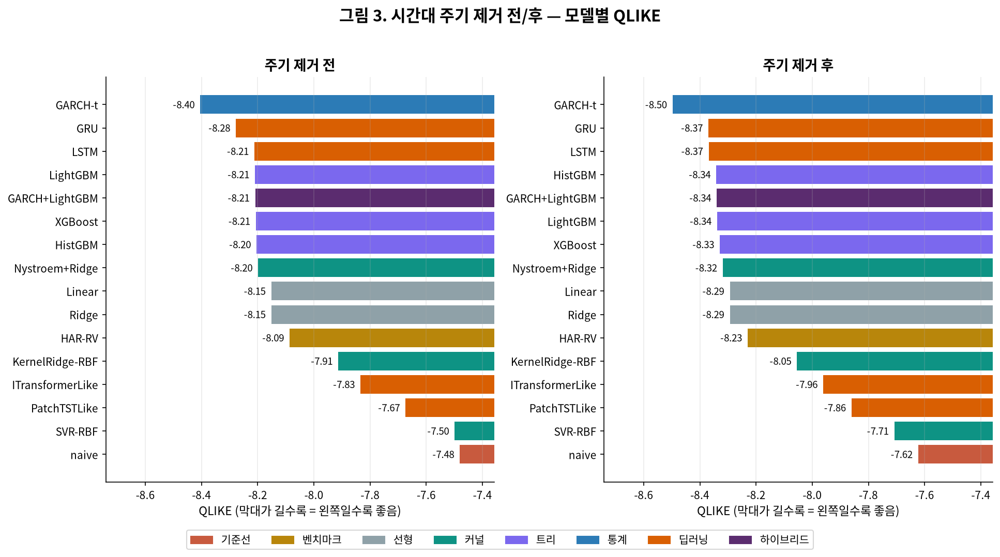 그림 3. 시간대 주기 제거 전/후 — 모델별 QLIKE
주기 제거 전
GARCH-t -8.40
GRU -8.28
LSTM -8.21
LightGBM -8.21
GARCH+LightGBM -8.21
XGBoost -8.21
HistGBM -8.20
Nystroem+Ridge -8.20
Linear -8.15
Ridge -8.15
HAR-RV -8.09
KernelRidge-RBF -7.91
ITransformerLike -7.83
PatchTSTLike -7.67
SVR-RBF -7.50
naive -7.48
-8.6 -8.4 -8.2 -8.0 -7.8 -7.6 -7.4
QLIKE (막대가 길수록 = 왼쪽일수록 좋음)
주기 제거 후
GARCH-t -8.50
GRU -8.37
LSTM -8.37
HistGBM -8.34
GARCH+LightGBM -8.34
LightGBM -8.34
XGBoost -8.33
Nystroem+Ridge -8.32
Linear -8.29
Ridge -8.29
HAR-RV -8.23
KernelRidge-RBF -8.05
ITransformerLike -7.96
PatchTSTLike -7.86
SVR-RBF -7.71
naive -7.62
-8.6 -8.4 -8.2 -8.0 -7.8 -7.6 -7.4
QLIKE (막대가 길수록 = 왼쪽일수록 좋음)
기준선 벤치마크 선형 커널 트리 통계 딥러닝 하이브리드